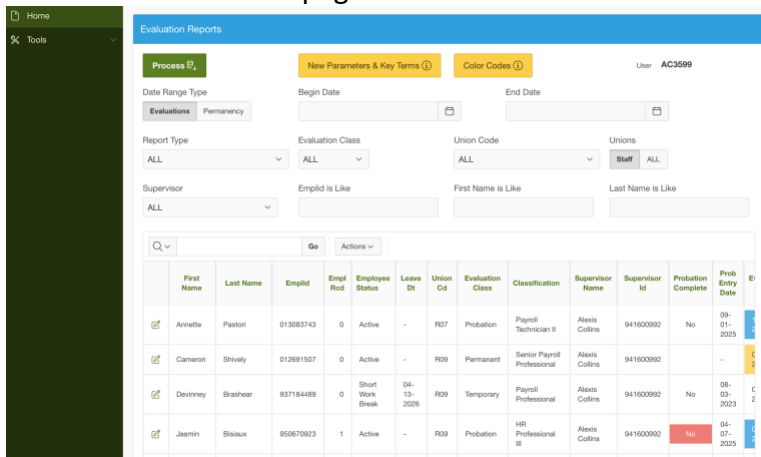 page
Home
Tools
Evaluation Reports
Process
New Parameters & Key Terms
Color Codes
User AC3599
Date Range Type
Begin Date
End Date
Evaluations Permanency
Report Type
Evaluation Class
Union Code
Unions
ALL
ALL
ALL
Staff ALL
Supervisor
Emplid is Like
First Name is Like
Last Name is Like
ALL
Go
Actions
First Name Last Name Emplid Empl Rcd Employee Status Leave Dt Union Cd Evaluation Class Classification Supervisor Name Supervisor Id Probation Complete Prob Entry Date
Annette Pastori 013083743 0 Active - R07 Probation Payroll Technician II Alexis Collins 941600992 No 09-01-2025
Cameron Shively 012691507 0 Active - R09 Permanent Senior Payroll Professional Alexis Collins 941600992 -
Devinney Brashear 937184489 0 Short Work Break 04-13-2026 R09 Temporary Payroll Professional Alexis Collins 941600992 No 08-03-2023
Jasmin Bisiaux 950670923 1 Active - R09 Probation HR Professional III Alexis Collins 941600992 No 04-07-2025